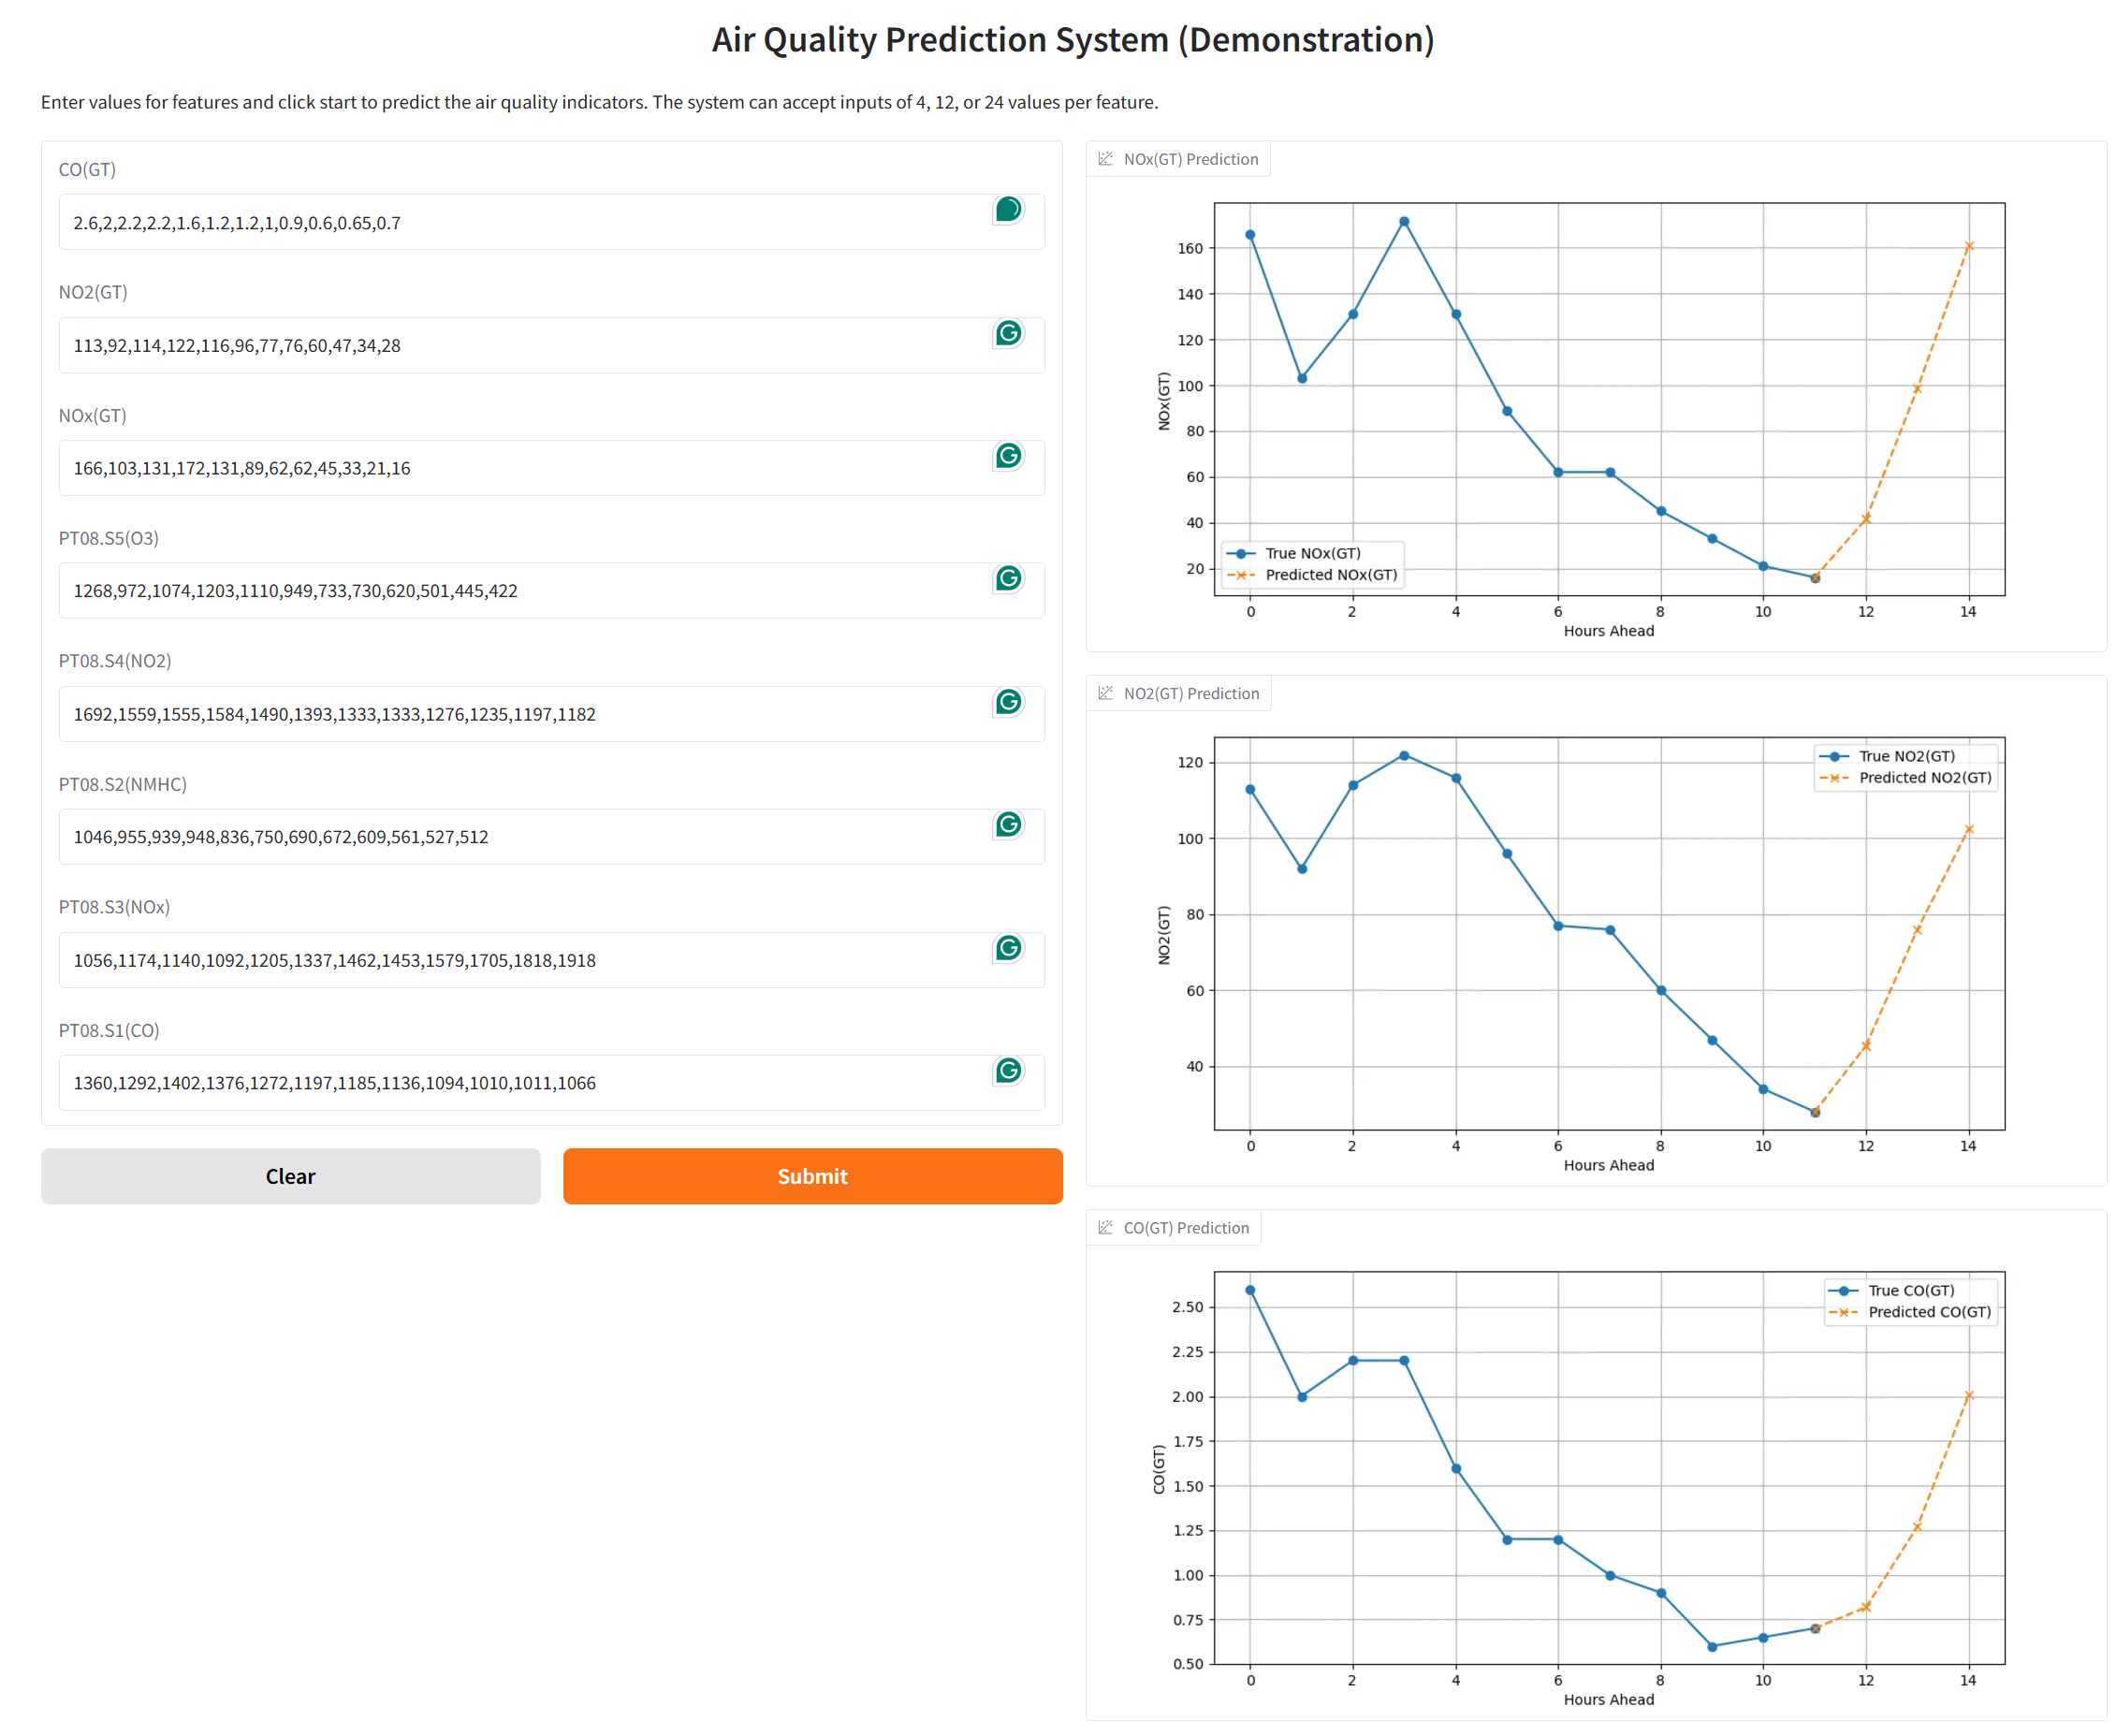 Air Quality Prediction System (Demonstration)
Enter values for features and click start to predict the air quality indicators. The system can accept inputs of 4, 12, or 24 values per feature.
CO(GT)
2.6,2,2.2,2.2,1.6,1.2,1.2,1,0.9,0.6,0.65,0.7
NO2(GT)
113,92,114,122,116,96,77,76,60,47,34,28
NOx(GT)
166,103,131,172,131,89,62,62,45,33,21,16
PT08.S5(O3)
1268,972,1074,1203,1110,949,733,730,620,501,445,422
PT08.S4(NO2)
1692,1559,1555,1584,1490,1393,1333,1333,1276,1235,1197,1182
PT08.S2(NMHC)
1046,955,939,948,836,750,690,672,609,561,527,512
PT08.S3(NOx)
1056,1174,1140,1092,1205,1337,1462,1453,1579,1705,1818,1918
PT08.S1(CO)
1360,1292,1402,1376,1272,1197,1185,1136,1094,1010,1011,1066
Clear
Submit
NOx(GT) Prediction
NOx(GT)
160
140
120
100
80
60
40
20
True NOx(GT)
Predicted NOx(GT)
0 2 4 6 8 10 12 14
Hours Ahead
NO2(GT) Prediction
NO2(GT)
120
100
80
60
40
True NO2(GT)
Predicted NO2(GT)
0 2 4 6 8 10 12 14
Hours Ahead
CO(GT) Prediction
CO(GT)
2.50
2.25
2.00
1.75
1.50
1.25
1.00
0.75
0.50
True CO(GT)
Predicted CO(GT)
0 2 4 6 8 10 12 14
Hours Ahead